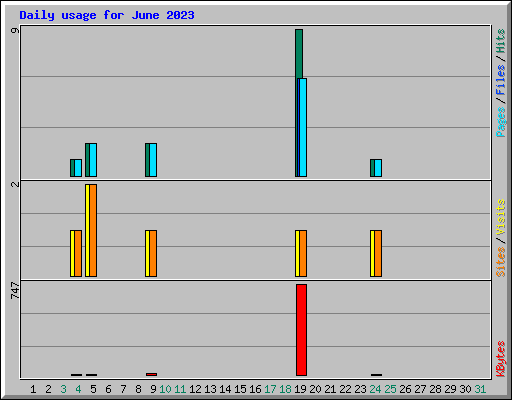 Daily usage for June 2023
9
2
747
Pages / Files / Hits
Sites / Visits
KBytes
1 2 3 4 5 6 7 8 9 10 11 12 13 14 15 16 17 18 19 20 21 22 23 24 25 26 27 28 29 30 31